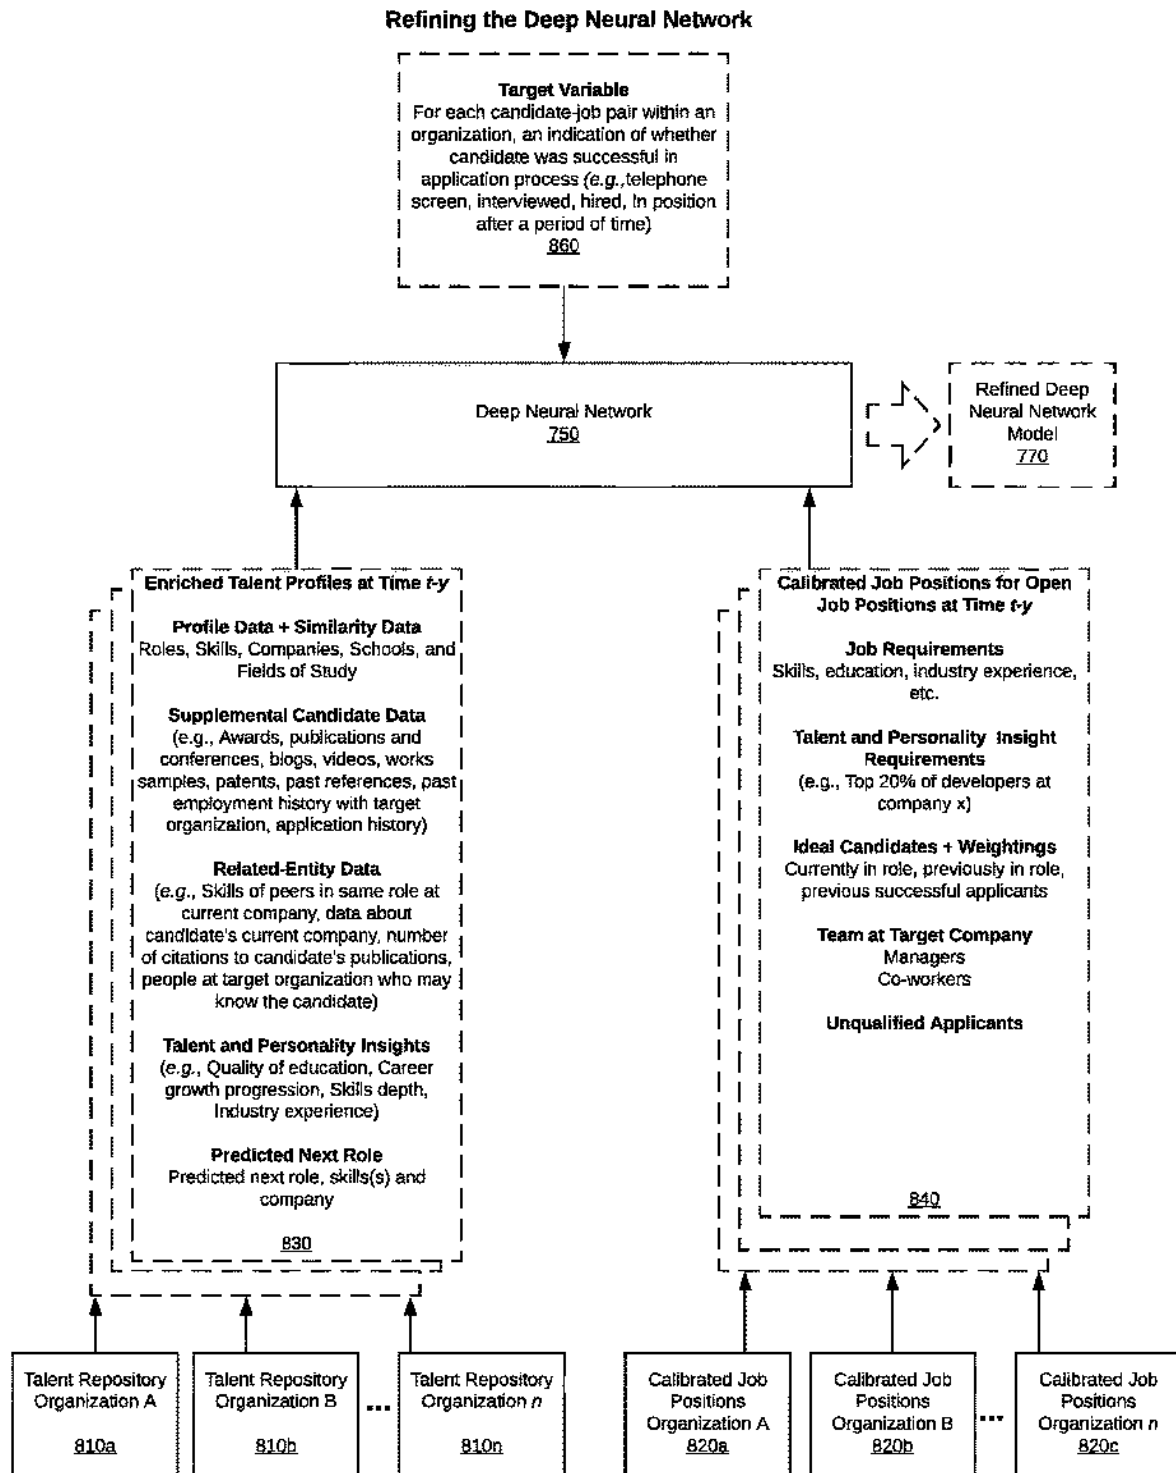 Refining the Deep Neural Network
Target Variable
For each candidate-job pair within an
organization, an indication of whether
candidate was successful in
application process (e.g.,telephone
screen, interviewed, hired, In position
after a period of time)
860
Deep Neural Network
750
Refined Deep
Neural Network
Model
770
Enriched Talent Profiles at Time t-y
Profile Data + Similarity Data
Roles, Skills, Companies, Schools, and
Fields of Study
Supplemental Candidate Data
(e.g., Awards, publications and
conferences, blogs, videos, works
samples, patents, past references, past
employment history with target
organization, application history)
Related-Entity Data
(e.g., Skills of peers in same role at
current company, data about
candidate's current company, number
of citations to candidate's publications,
people at target organization who may
know the candidate)
Talent and Personality Insights
(e.g., Quality of education, Career
growth progression, Skills depth,
Industry experience)
Predicted Next Role
Predicted next role, skills(s) and
company
830
Calibrated Job Positions for Open
Job Positions at Time t-y
Job Requirements
Skills, education, industry experience,
etc.
Talent and Personality Insight
Requirements
(e.g., Top 20% of developers at
company x)
Ideal Candidates + Weightings
Currently in role, previously in role,
previous successful applicants
Team at Target Company
Managers
Co-workers
Unqualified Applicants
840
Talent Repository
Organization A
810a
Talent Repository
Organization B
810b
...
Talent Repository
Organization n
810n
Calibrated Job
Positions
Organization A
820a
Calibrated Job
Positions
Organization B
820b
...
Calibrated Job
Positions
Organization n
820c